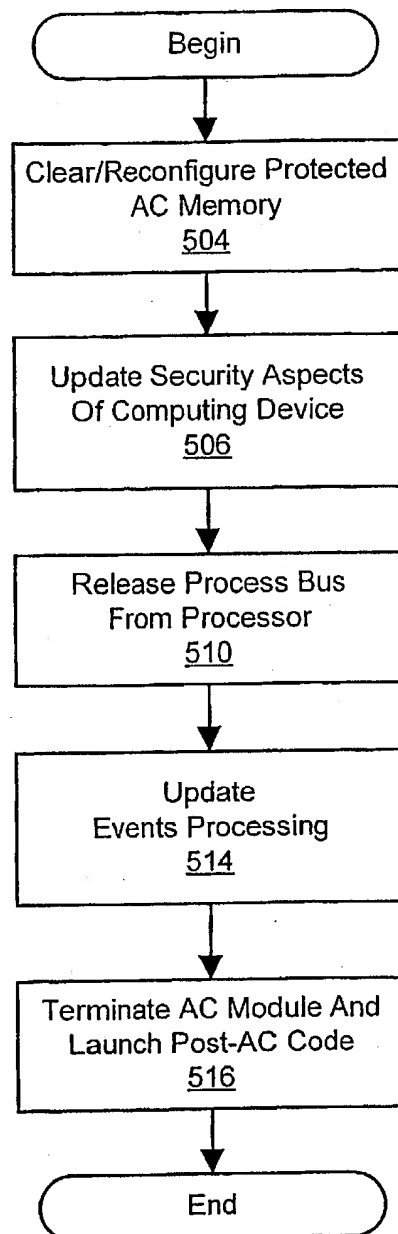 Begin
Clear/Reconfigure Protected
AC Memory
504
Update Security Aspects
Of Computing Device
506
Release Process Bus
From Processor
510
Update
Events Processing
514
Terminate AC Module And
Launch Post-AC Code
516
End